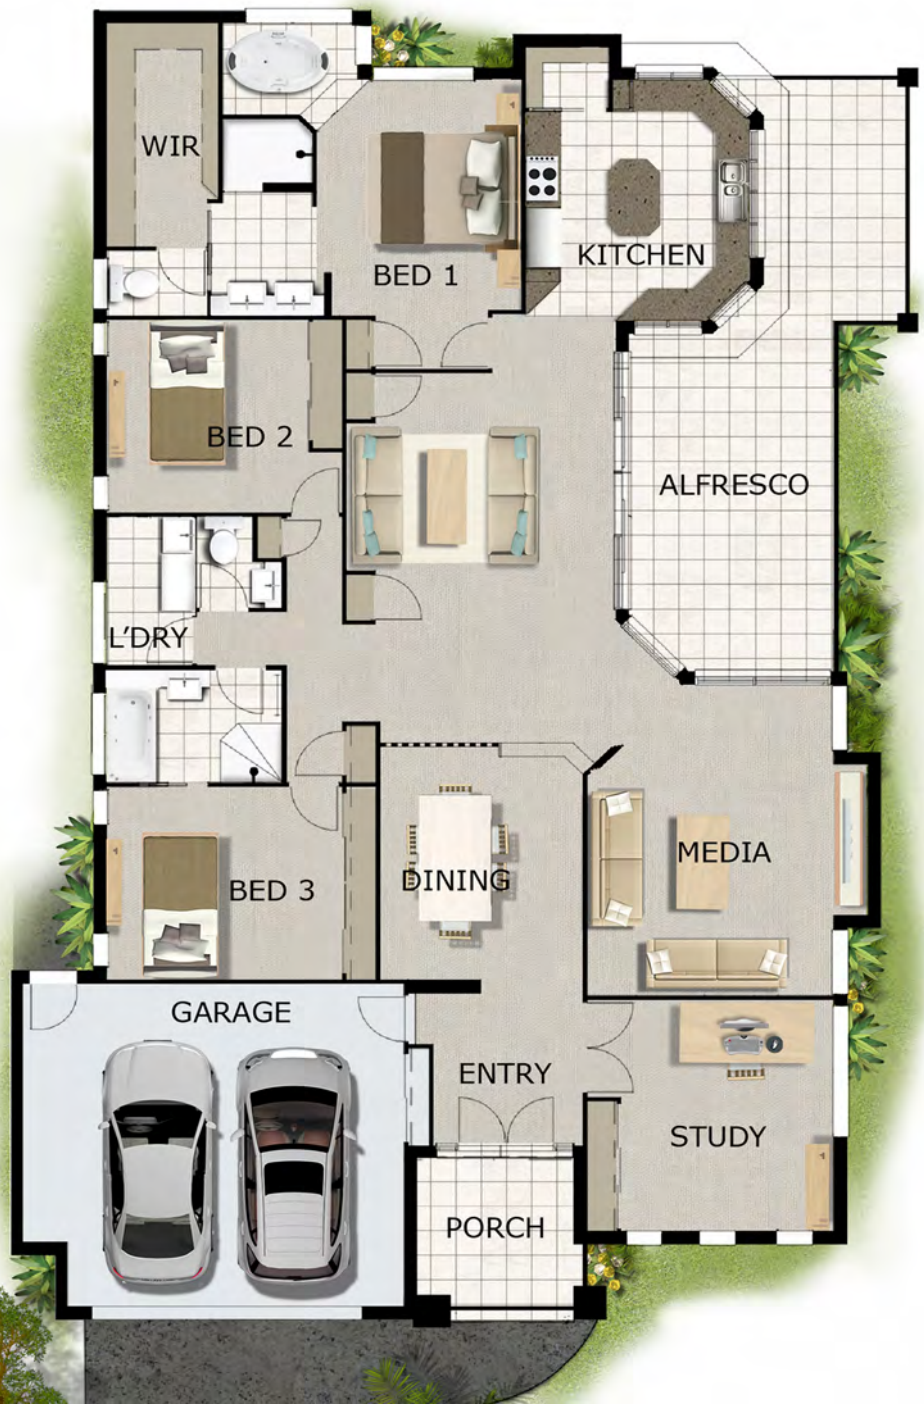 WIR
BED 1
KITCHEN
BED 2
ALFRESCO
L'DRY
MEDIA
DINING
BED 3
GARAGE
ENTRY
STUDY
PORCH